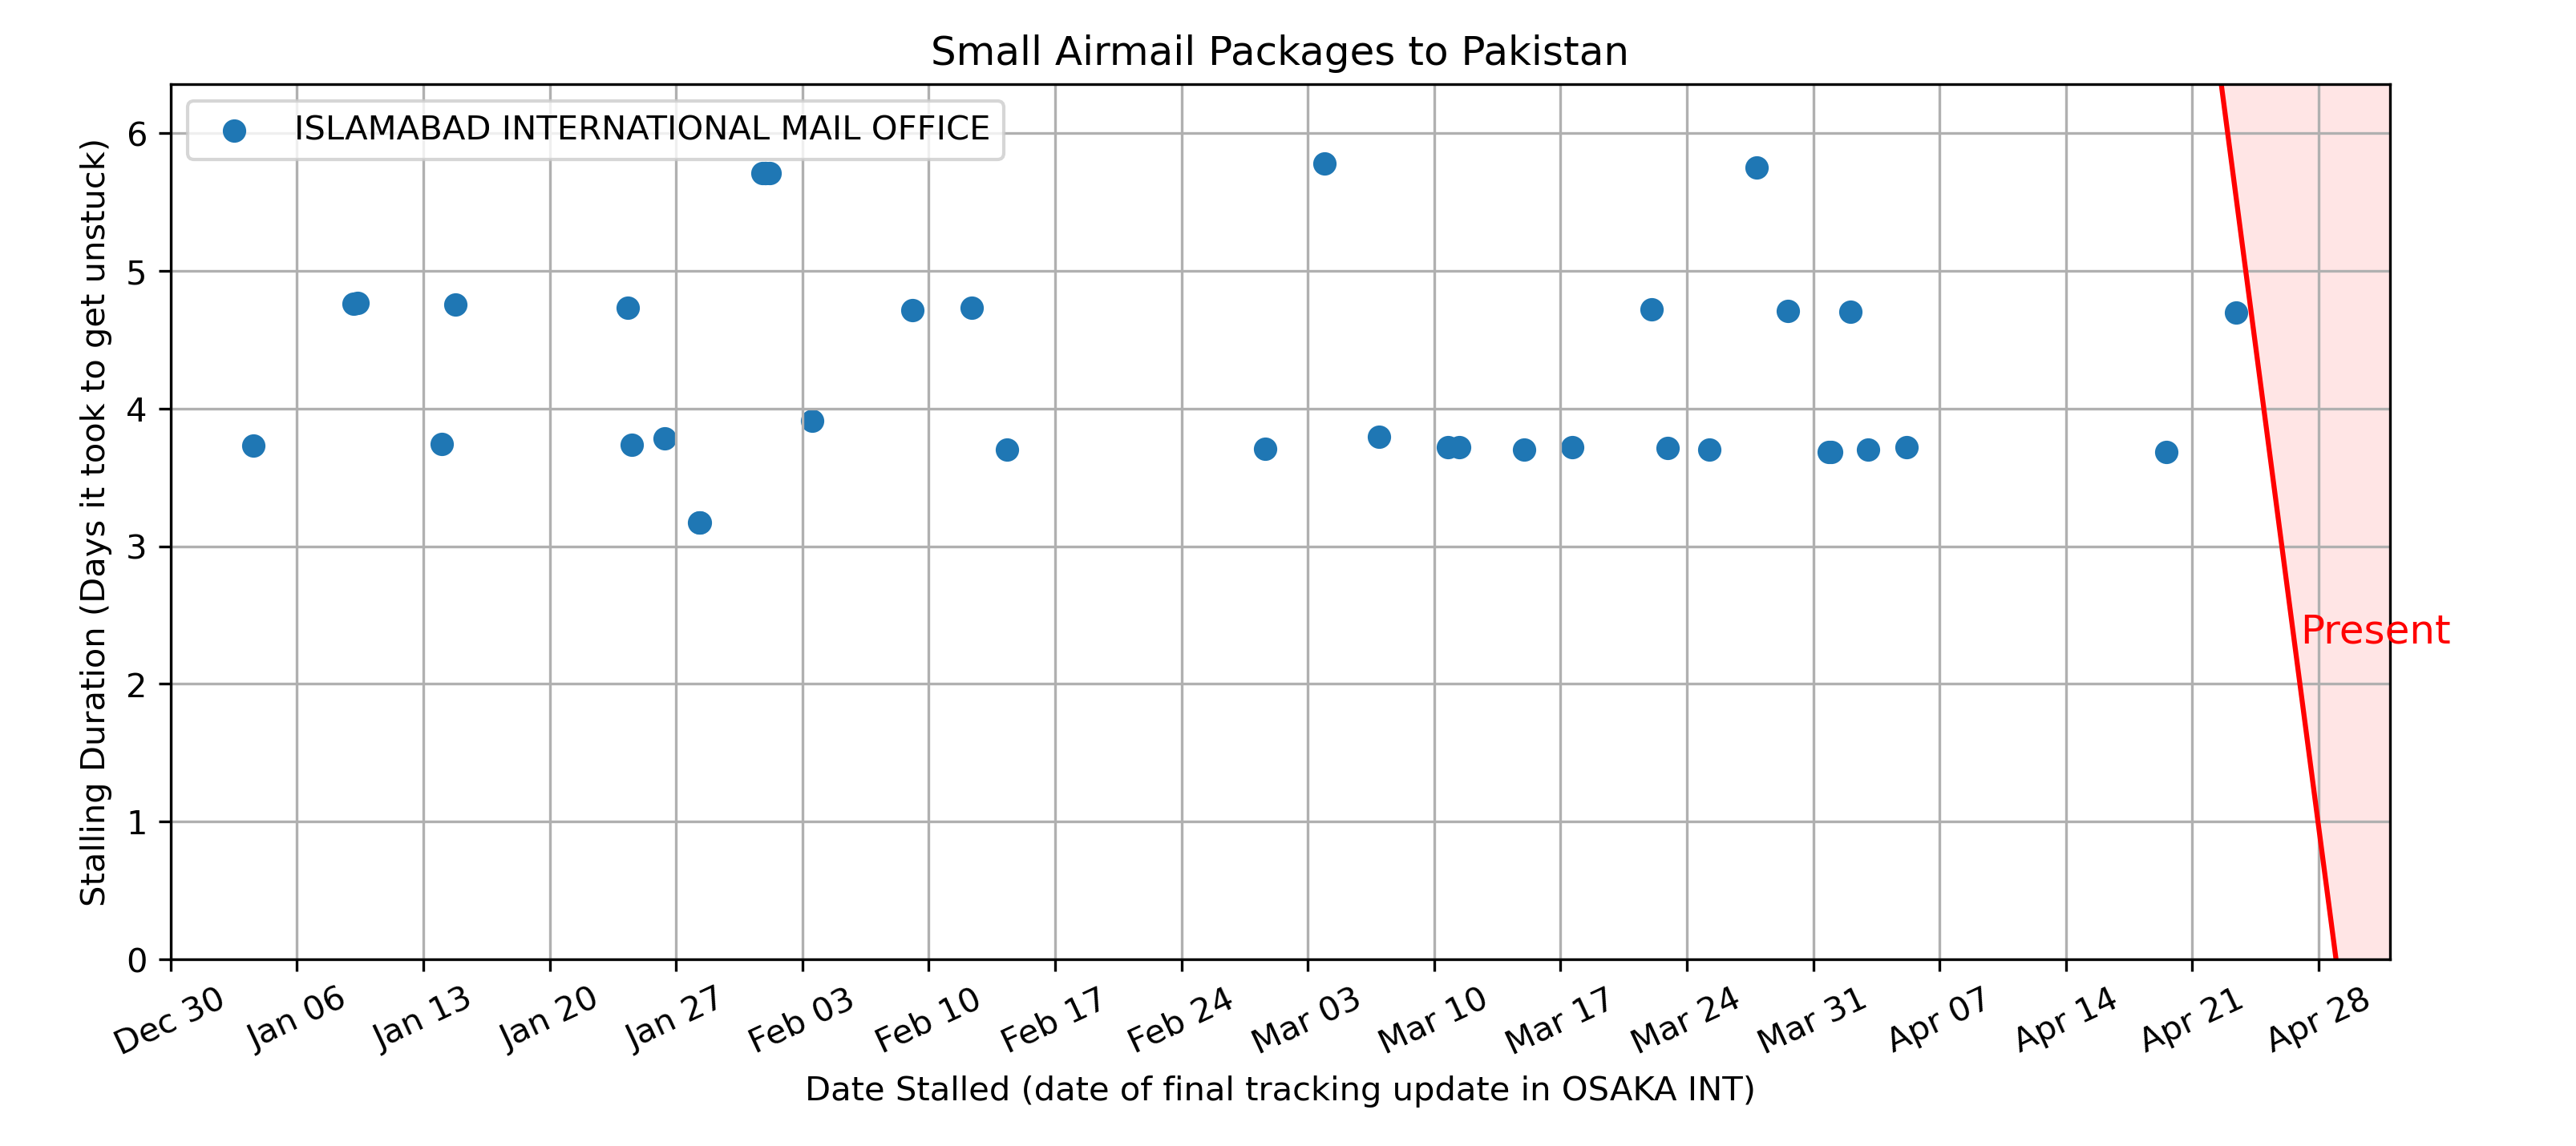 Small Airmail Packages to Pakistan
ISLAMABAD INTERNATIONAL MAIL OFFICE
Stalling Duration (Days it took to get unstuck)
6
5
4
3
2
1
0
Present
Dec 30
Jan 06
Jan 13
Jan 20
Jan 27
Feb 03
Feb 10
Feb 17
Feb 24
Mar 03
Mar 10
Mar 17
Mar 24
Mar 31
Apr 07
Apr 14
Apr 21
Apr 28
Date Stalled (date of final tracking update in OSAKA INT)